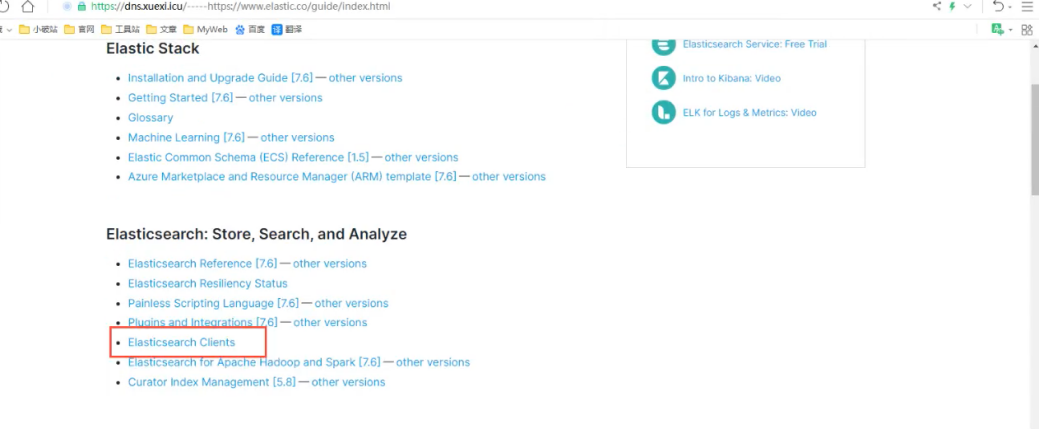 https://dns.xuexi.icu/-----https://www.elastic.co/guide/index.html
小破站 官网 工具站 文章 MyWeb 百度 译 翻译
Elastic Stack
Installation and Upgrade Guide [7.6] — other versions
Getting Started [7.6] — other versions
Glossary
Machine Learning [7.6] — other versions
Elastic Common Schema (ECS) Reference [1.5] — other versions
Azure Marketplace and Resource Manager (ARM) template [7.6] — other versions
Elasticsearch Service: Free Trial
Intro to Kibana: Video
ELK for Logs & Metrics: Video
Elasticsearch: Store, Search, and Analyze
Elasticsearch Reference [7.6] — other versions
Elasticsearch Resiliency Status
Painless Scripting Language [7.6] — other versions
Plugins and Integrations [7.6] — other versions
Elasticsearch Clients
Elasticsearch for Apache Hadoop and Spark [7.6] — other versions
Curator Index Management [5.8] — other versions